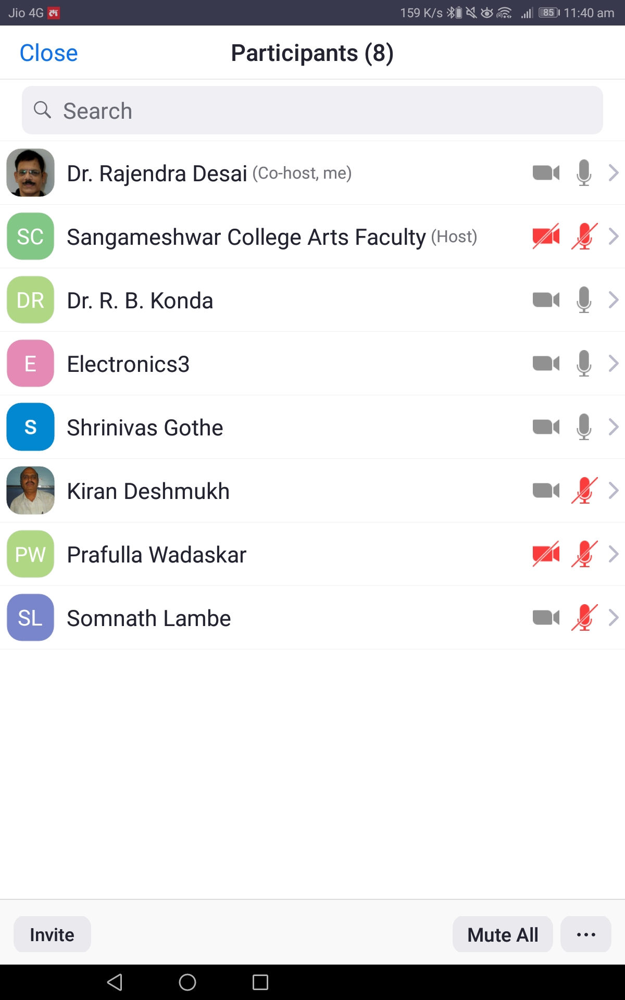 Jio 4G 159 K/s 85 11:40 am
Close Participants (8)
Search
Dr. Rajendra Desai (Co-host, me)
SC Sangameshwar College Arts Faculty (Host)
DR Dr. R. B. Konda
E Electronics3
S Shrinivas Gothe
Kiran Deshmukh
PW Prafulla Wadaskar
SL Somnath Lambe
Invite Mute All ...